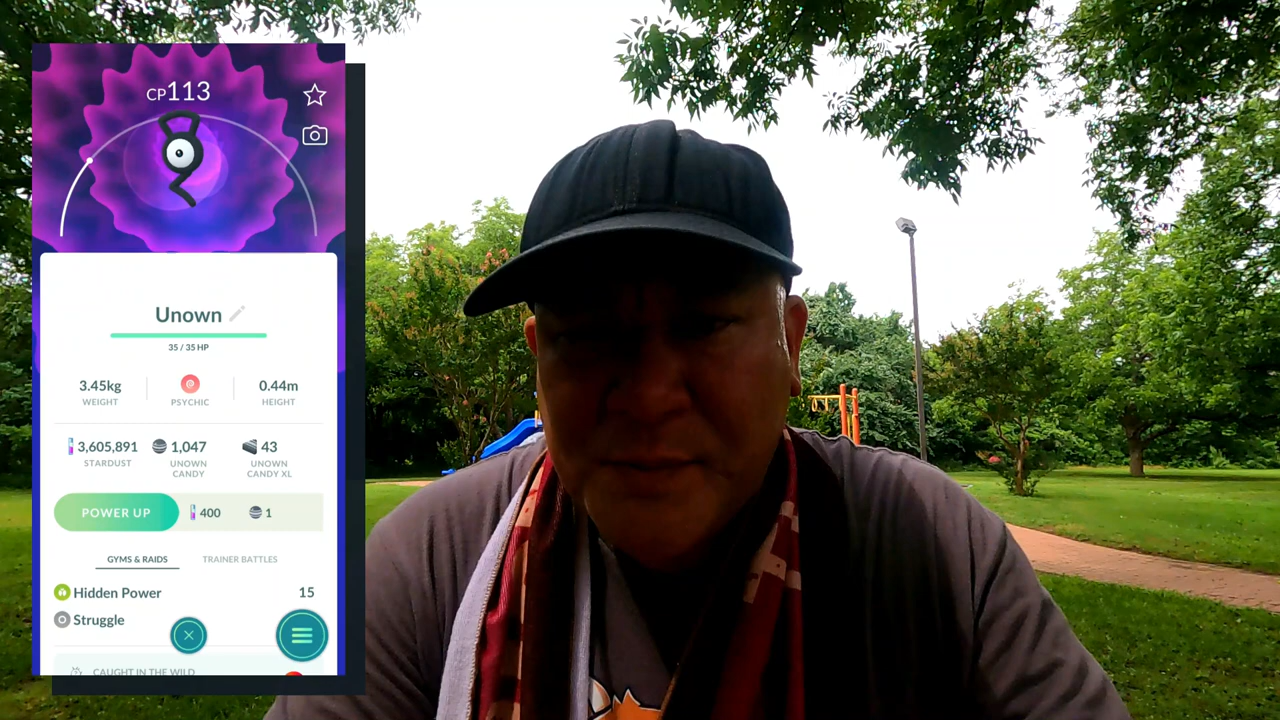 CP113
Unown
35 / 35 HP
3.45kg
WEIGHT
PSYCHIC
0.44m
HEIGHT
3,605,891
STARDUST
1,047
UNOWN
CANDY
43
UNOWN
CANDY XL
POWER UP
400
1
GYMS & RAIDS
TRAINER BATTLES
Hidden Power
15
Struggle
CAUGHT IN THE WILD